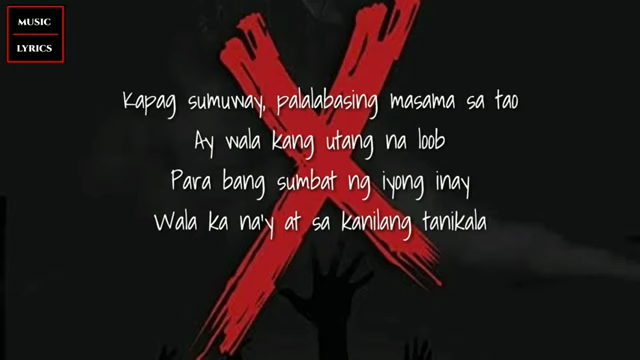 MUSIC
LYRICS
Kapag sumuway, palalabasing masama sa tao
Ay wala kang utang na loob
Para bang sumbat ng iyong inay
Wala ka na'y at sa kanilang tanikala